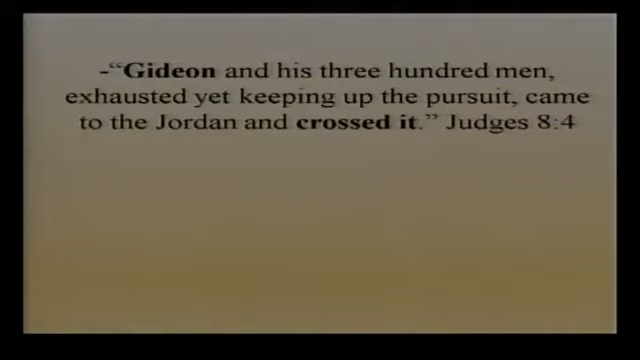 -“Gideon and his three hundred men,
exhausted yet keeping up the pursuit, came
to the Jordan and crossed it.” Judges 8:4